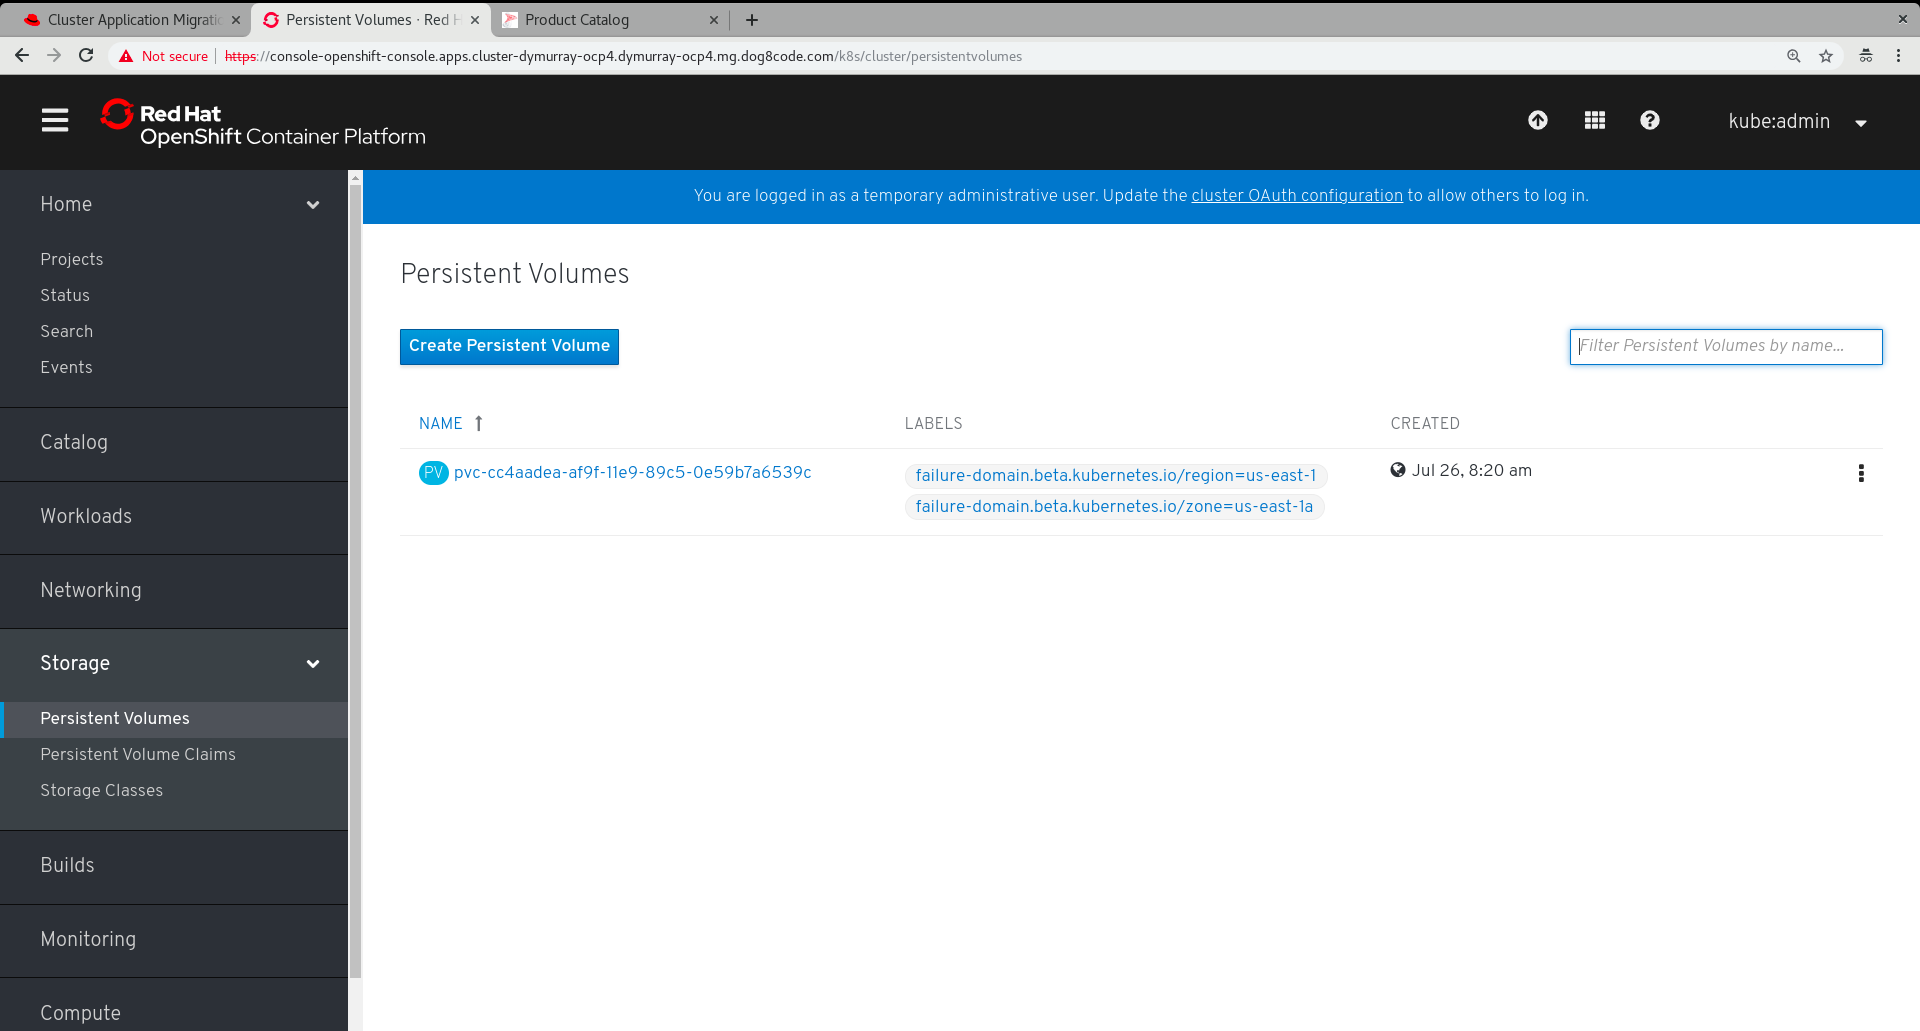 Cluster Application Migratio
Persistent Volumes · Red H
Product Catalog
Not secure
https://console-openshift-console.apps.cluster-dymurray-ocp4.dymurray-ocp4.mg.dog8code.com/k8s/cluster/persistentvolumes
Red Hat
OpenShift Container Platform
kube:admin
Home
Projects
Status
Search
Events
Catalog
Workloads
Networking
Storage
Persistent Volumes
Persistent Volume Claims
Storage Classes
Builds
Monitoring
Compute
You are logged in as a temporary administrative user. Update the cluster OAuth configuration to allow others to log in.
Persistent Volumes
Create Persistent Volume
Filter Persistent Volumes by name...
NAME
LABELS
CREATED
PV pvc-cc4aadea-af9f-11e9-89c5-0e59b7a6539c
failure-domain.beta.kubernetes.io/region=us-east-1
failure-domain.beta.kubernetes.io/zone=us-east-1a
Jul 26, 8:20 am